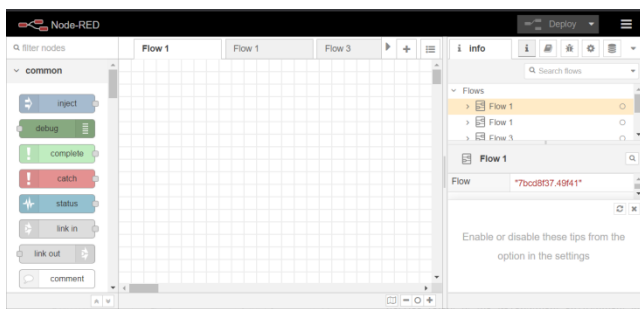 Node-RED
Deploy
filter nodes
Flow 1
Flow 1
Flow 3
i info
i
common
Search flows
Flows
Flow 1
Flow 1
Flow 3
inject
debug
complete
catch
status
link in
link out
comment
Flow 1
Flow
"7bcd8f37.49f41"
Enable or disable these tips from the
option in the settings